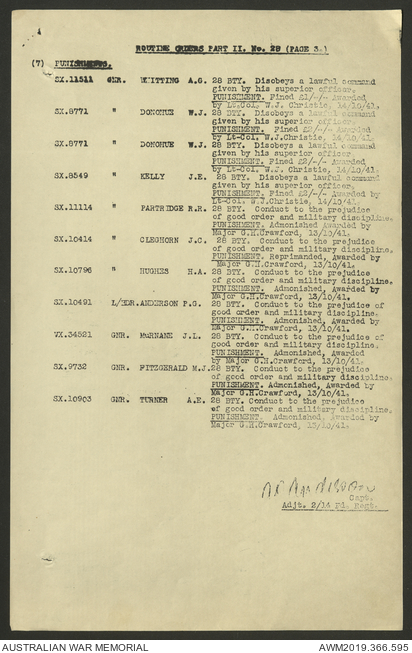 ROUTINE ORDERS PART II. No. 29 (PAGE 3.)
(7) PUNISHMENTS.
SX.11511 GNR. WHITTING A.G. 28 BTY. Disobeys a lawful command
given by his superior officer.
PUNISHMENT. Fined £1/-/- Awarded
by Lt.Col. W.J. Christie, 14/10/41.
SX.8771 " DONOHUE W.J. 28 BTY. Disobeys a lawful command
given by his superior officer.
PUNISHMENT. Fined £2/-/- Awarded
by Lt-Col. W.J.Christie, 14/10/41.
SX.8771 " DONOHUE W.J. 28 BTY. Disobeys a lawful command
given by his superior officer
PUNISHMENT. Fined £2/-/- Awarded
by Lt-Col. W.J. Christie, 14/10/41.
SX.8549 " KELLY J.E. 28 BTY. Disobeys a lawful command
given by his superior officer.
PUNISHMENT. Fined £2/-/- Awarded by
Lt-Col. W.J.Christie, 14/10/41.
SX.11114 " PARTRIDGE R.R. 28 BTY. Conduct to the prejudice
of good order and military discipline.
PUNISHMENT. Admonished Awarded by
Major G.H.Crawford, 13/10/41.
SX.10414 " CLEGHORN J.C. 28 BTY. Conduct to the prejudice
of good order and military discipline.
PUNISHMENT. Reprimanded, Awarded by
Major G.H.Crawford, 13/10/41.
SX.10796 " HUGHES H.A. 28 BTY. Conduct to the prejudice
of good order and military discipline.
PUNISHMENT. Admonished, Awarded by
Major G.H.Crawford, 13/10/41.
SX.10491 L/BDR.ANDERSON P.G. 28 BTY. Conduct to the prejudice of
good order and military discipline.
PUNISHMENT. Admonished, Awarded by
Major G.H.Crawford, 13/10/41.
VX.34521 GNR. McRNANE J.L. 28 BTY. Conduct to the prejudice of
good order and military discipline.
PUNISHMENT. Admonished, Awarded
by Major G.H.Crawford, 13/10/41.
SX.9732 GNR. FITZGERALD M.J. 28 BTY. Conduct to the prejudice
of good order and military discipline.
PUNISHMENT. Admonished, Awarded by
Major G.H.Crawford, 13/10/41.
SX.10903 GNR. TURNER A.E. 28 BTY. Conduct to the prejudice
of good order and military discipline.
PUNISHMENT. Admonished, Awarded by
Major G.H.Crawford, 13/10/41.
Capt.
Adjt. 2/14 Fd. Regt.
AUSTRALIAN WAR MEMORIAL AWM2019.366.595